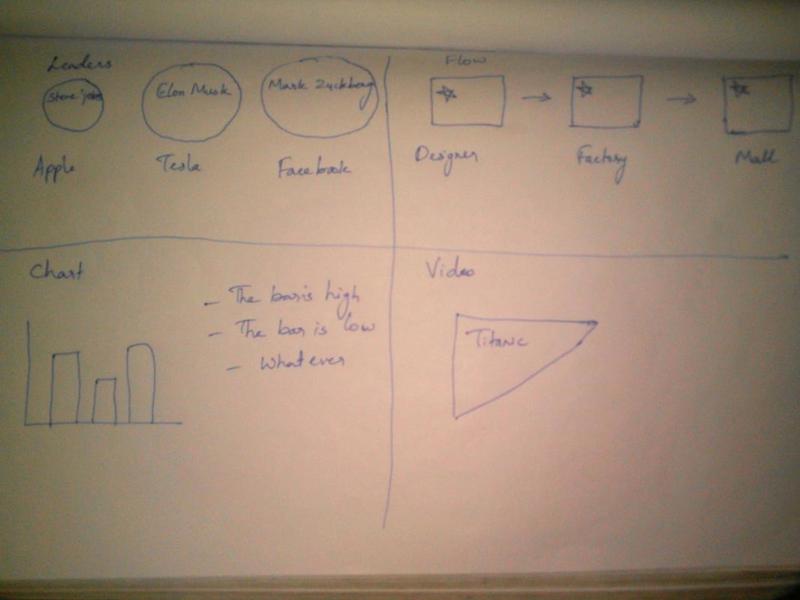 Leaders
Steve jobs
Elon Musk
Mark Zuckberg
Apple
Tesla
Facebook
Flow
Designer
Factory
Mall
Chart
- The bar is high
- The bar is low
- Whatever
Video
Titanic